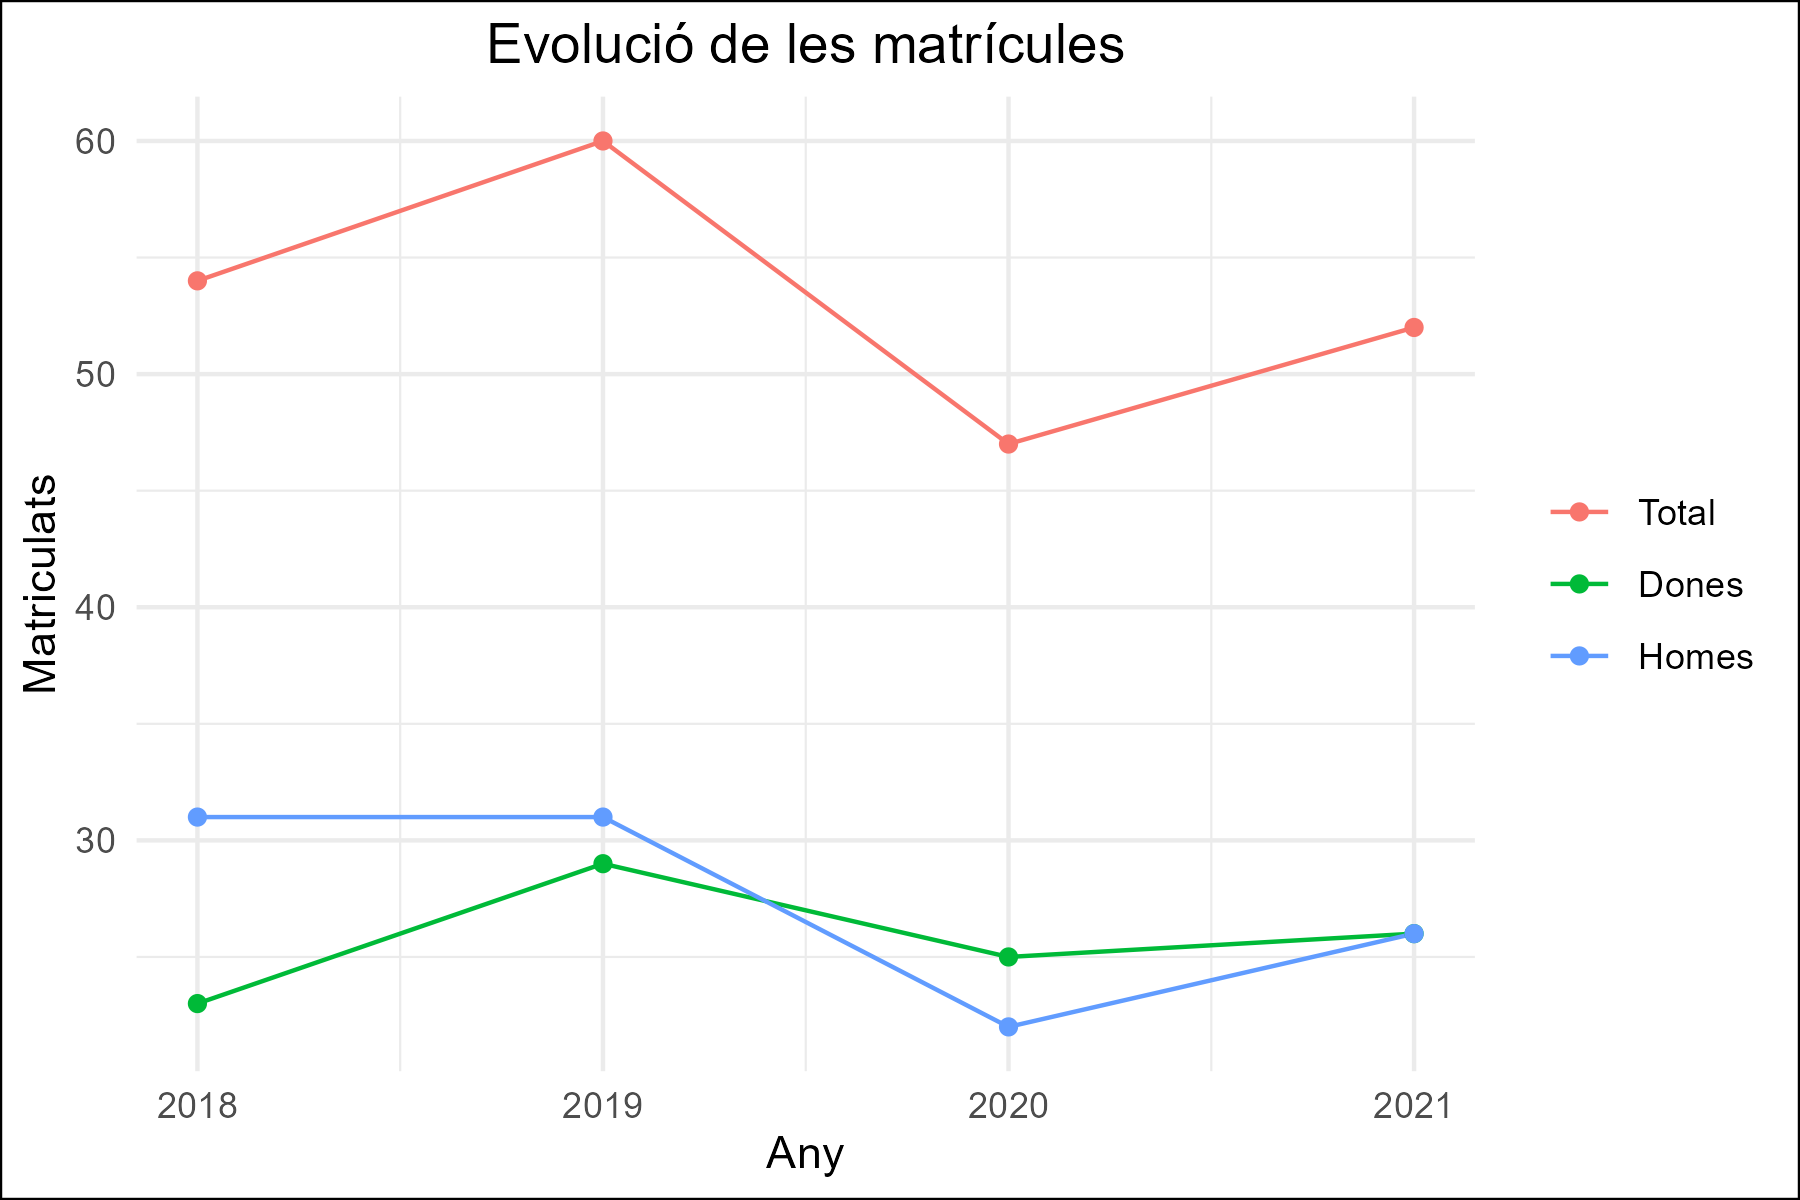 Evolució de les matrícules
60
50
40
30
Matriculats
2018 2019 2020 2021
Any
Total
Dones
Homes